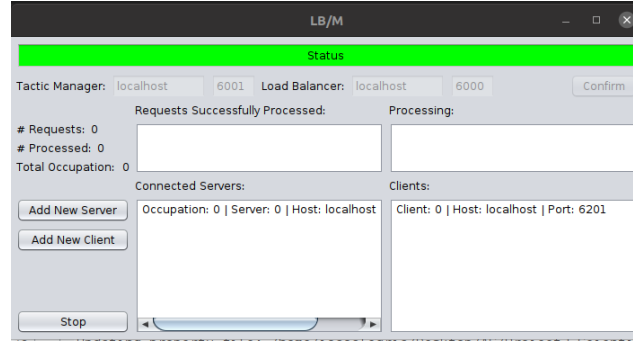 LB/M
Status
Tactic Manager: localhost 6001 Load Balancer: localhost 6000 Confirm
Requests Successfully Processed: Processing:
# Requests: 0
# Processed: 0
Total Occupation: 0
Connected Servers: Clients:
Add New Server Occupation: 0 | Server: 0 | Host: localhost Client: 0 | Host: localhost | Port: 6201
Add New Client
Stop